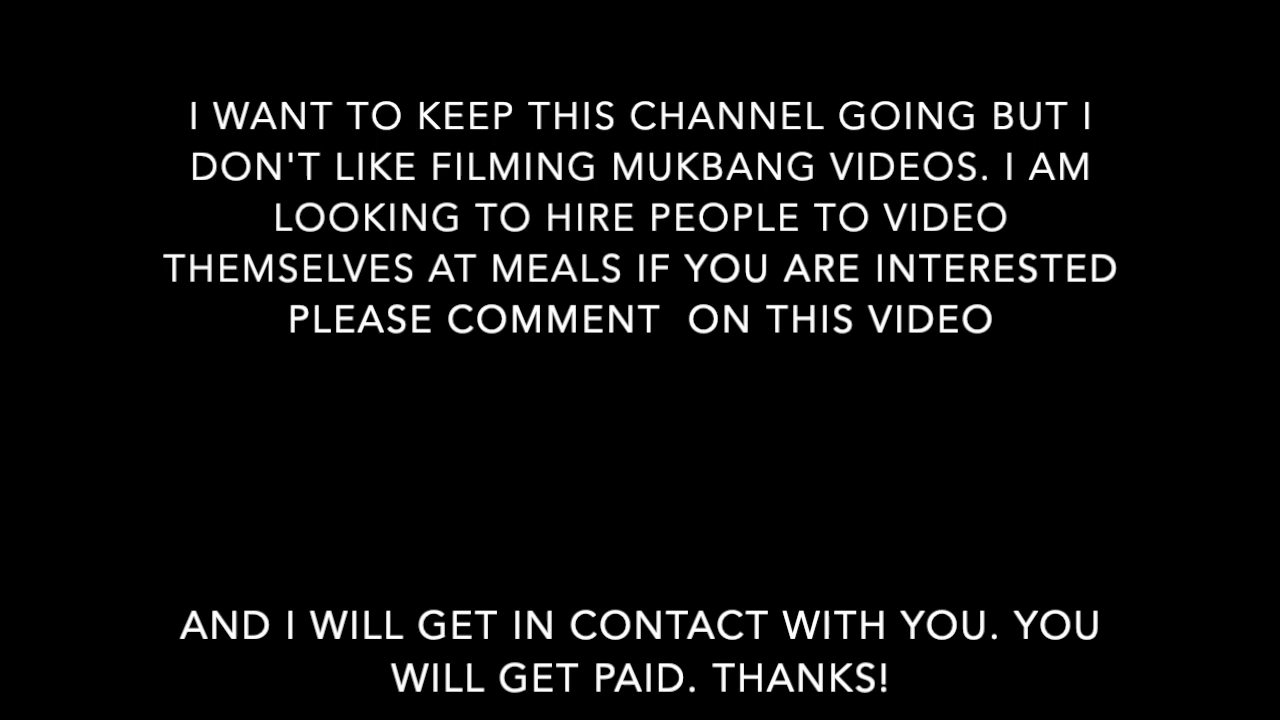 I WANT TO KEEP THIS CHANNEL GOING BUT I
DON'T LIKE FILMING MUKBANG VIDEOS. I AM
LOOKING TO HIRE PEOPLE TO VIDEO
THEMSELVES AT MEALS IF YOU ARE INTERESTED
PLEASE COMMENT  ON THIS VIDEO
AND I WILL GET IN CONTACT WITH YOU. YOU
WILL GET PAID. THANKS!